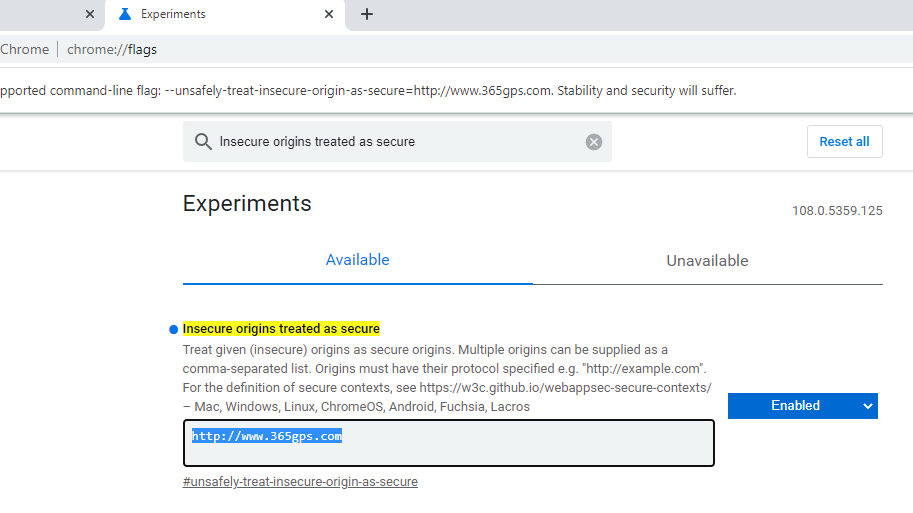 Experiments
Chrome | chrome://flags
pported command-line flag: --unsafely-treat-insecure-origin-as-secure=http://www.365gps.com. Stability and security will suffer.
Insecure origins treated as secure
Reset all
Experiments
108.0.5359.125
Available
Unavailable
Insecure origins treated as secure
Treat given (insecure) origins as secure origins. Multiple origins can be supplied as a
comma-separated list. Origins must have their protocol specified e.g. "http://example.com".
For the definition of secure contexts, see https://w3c.github.io/webappsec-secure-contexts/
– Mac, Windows, Linux, ChromeOS, Android, Fuchsia, Lacros
Enabled
http://www.365gps.com
#unsafely-treat-insecure-origin-as-secure